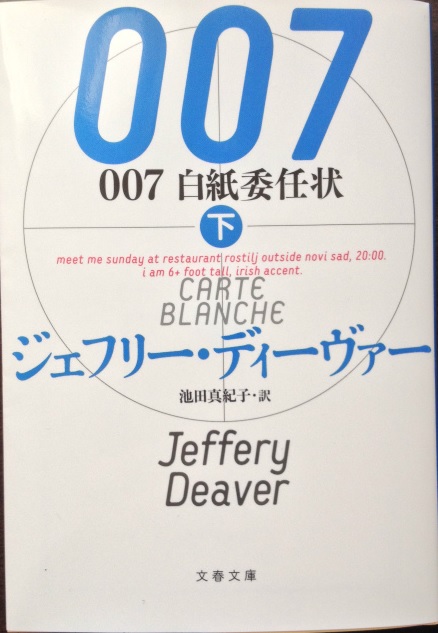 007
007 白紙委任状
下
meet me sunday at restaurant rostilj outside novi sad, 20:00.
i am 6+ foot tall, irish accent.
CARTE
BLANCHE
ジェフリー・ディーヴァー
池田真紀子・訳
Jeffery
Deaver
文春文庫